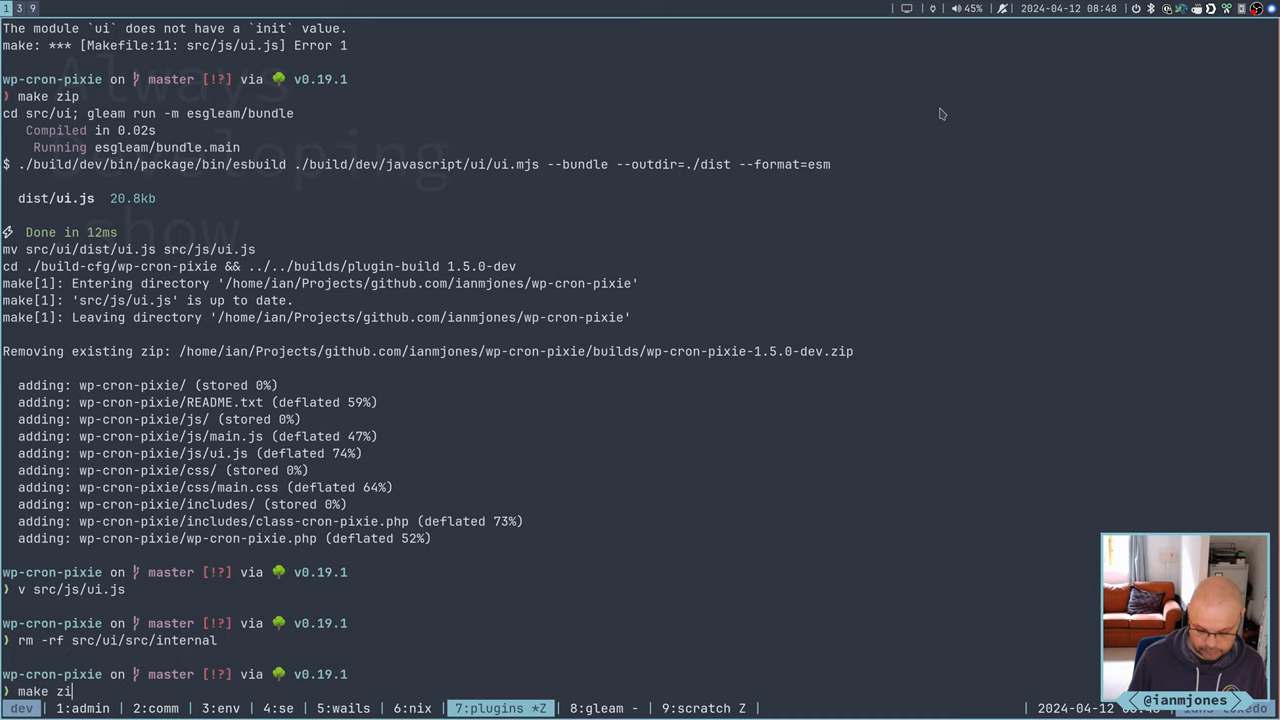 1 3 9
45%
2024-04-12 08:48
The module `ui` does not have a `init` value.
make: *** [Makefile:11: src/js/ui.js] Error 1
Always
Developing
show
wp-cron-pixie on master [!?] via v0.19.1
❯ make zip
cd src/ui; gleam run -m esgleam/bundle
Compiled in 0.02s
Running esgleam/bundle.main
$ ./build/dev/bin/package/bin/esbuild ./build/dev/javascript/ui/ui.mjs --bundle --outdir=./dist --format=esm
dist/ui.js 20.8kb
Done in 12ms
mv src/ui/dist/ui.js src/js/ui.js
cd ./build-cfg/wp-cron-pixie && ../../builds/plugin-build 1.5.0-dev
make[1]: Entering directory '/home/ian/Projects/github.com/ianmjones/wp-cron-pixie'
make[1]: 'src/js/ui.js' is up to date.
make[1]: Leaving directory '/home/ian/Projects/github.com/ianmjones/wp-cron-pixie'
Removing existing zip: /home/ian/Projects/github.com/ianmjones/wp-cron-pixie/builds/wp-cron-pixie-1.5.0-dev.zip
adding: wp-cron-pixie/ (stored 0%)
adding: wp-cron-pixie/README.txt (deflated 59%)
adding: wp-cron-pixie/js/ (stored 0%)
adding: wp-cron-pixie/js/main.js (deflated 47%)
adding: wp-cron-pixie/js/ui.js (deflated 74%)
adding: wp-cron-pixie/css/ (stored 0%)
adding: wp-cron-pixie/css/main.css (deflated 64%)
adding: wp-cron-pixie/includes/ (stored 0%)
adding: wp-cron-pixie/includes/class-cron-pixie.php (deflated 73%)
adding: wp-cron-pixie/wp-cron-pixie.php (deflated 52%)
wp-cron-pixie on master [!?] via v0.19.1
❯ v src/js/ui.js
wp-cron-pixie on master [!?] via v0.19.1
❯ rm -rf src/ui/src/internal
wp-cron-pixie on master [!?] via v0.19.1
❯ make zi
@ianmjones
dev | 1:admin | 2:comm | 3:env | 4:se | 5:wails | 6:nix | 7:plugins *Z | 8:gleam - | 9:scratch Z | | 2024-04-12